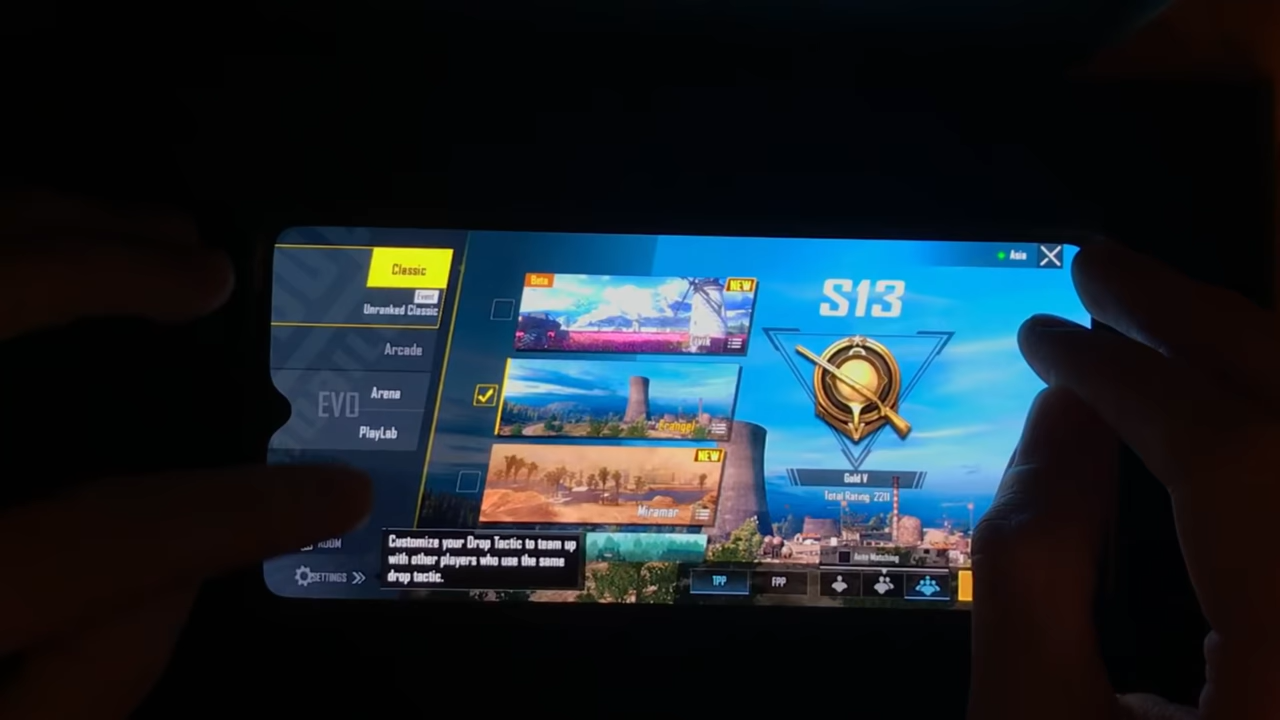 Classic
Event
Unranked Classic
Arcade
EVO
Arena
PlayLab
ROOM
SETTINGS
Beta
NEW
Livik
Erangel
NEW
Miramar
Customize your Drop Tactic to team up
with other players who use the same
drop tactic.
Asia
S13
Gold V
Total Rating 2211
Auto Matching
TPP
FPP